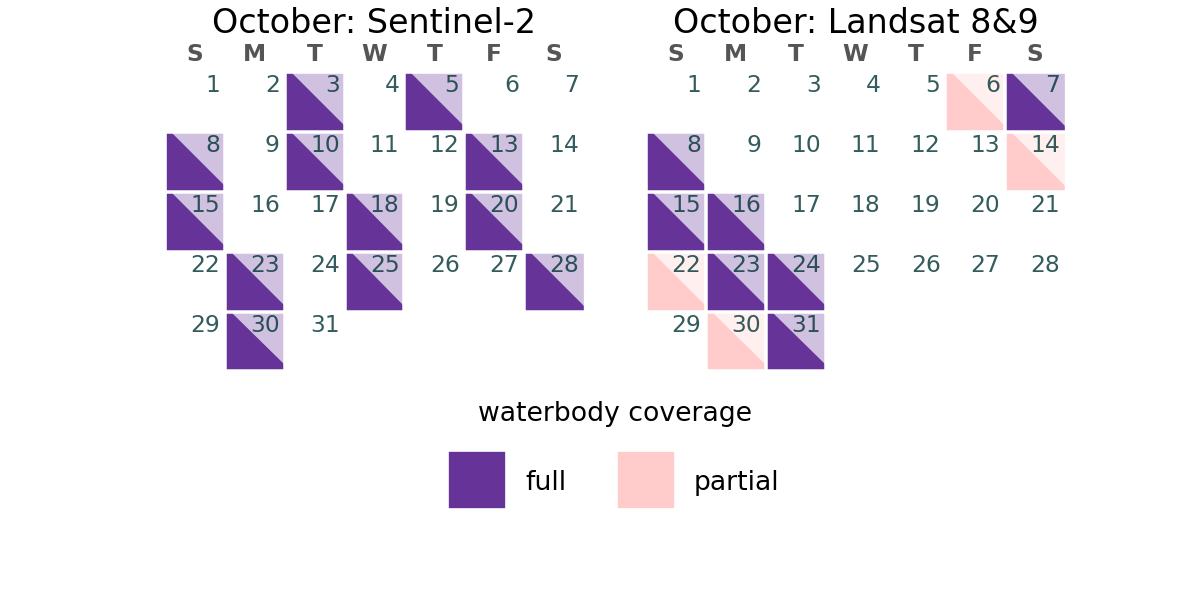 October: Sentinel-2
S M T W T F S
1 2 3 4 5 6 7
8 9 10 11 12 13 14
15 16 17 18 19 20 21
22 23 24 25 26 27 28
29 30 31
October: Landsat 8&9
S M T W T F S
1 2 3 4 5 6 7
8 9 10 11 12 13 14
15 16 17 18 19 20 21
22 23 24 25 26 27 28
29 30 31
waterbody coverage
full
partial